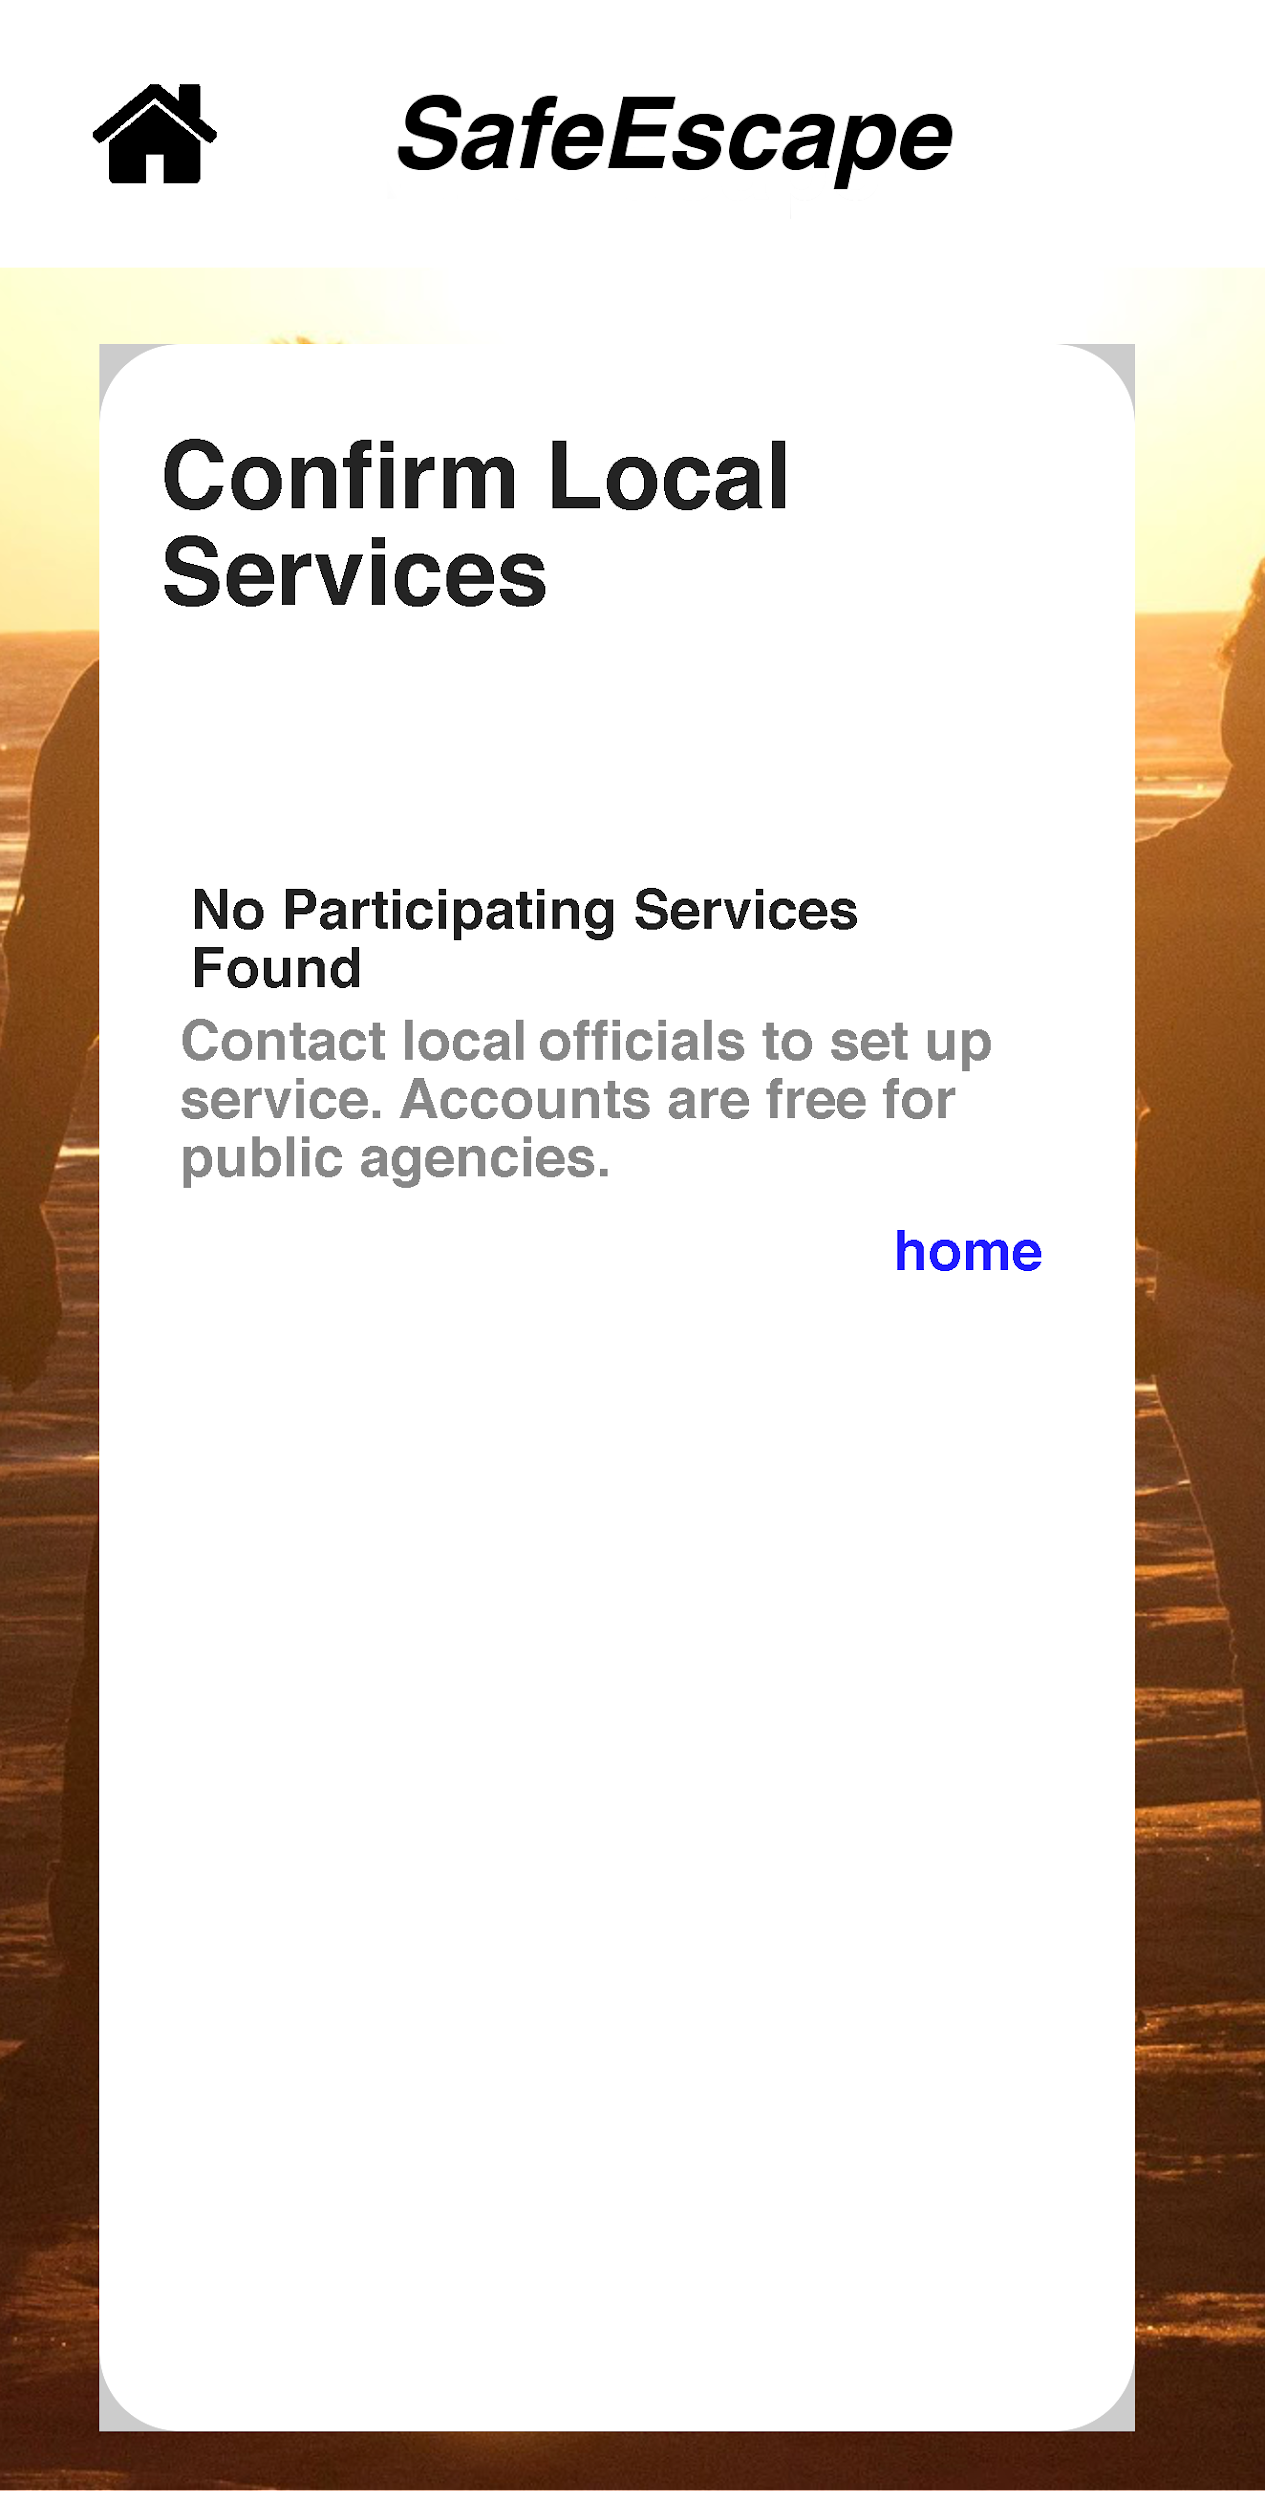 SafeEscape
Confirm Local
Services
No Participating Services
Found
Contact local officials to set up
service. Accounts are free for
public agencies.
home